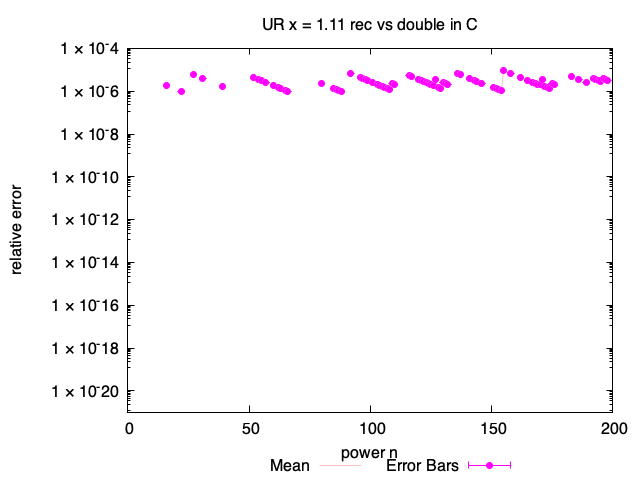 UR x = 1.11 rec vs double in C
1 × 10-4
1 × 10-6
1 × 10-8
1 × 10-10
1 × 10-12
1 × 10-14
1 × 10-16
1 × 10-18
1 × 10-20
relative error
0 50 100 150 200
power n
Mean Error Bars